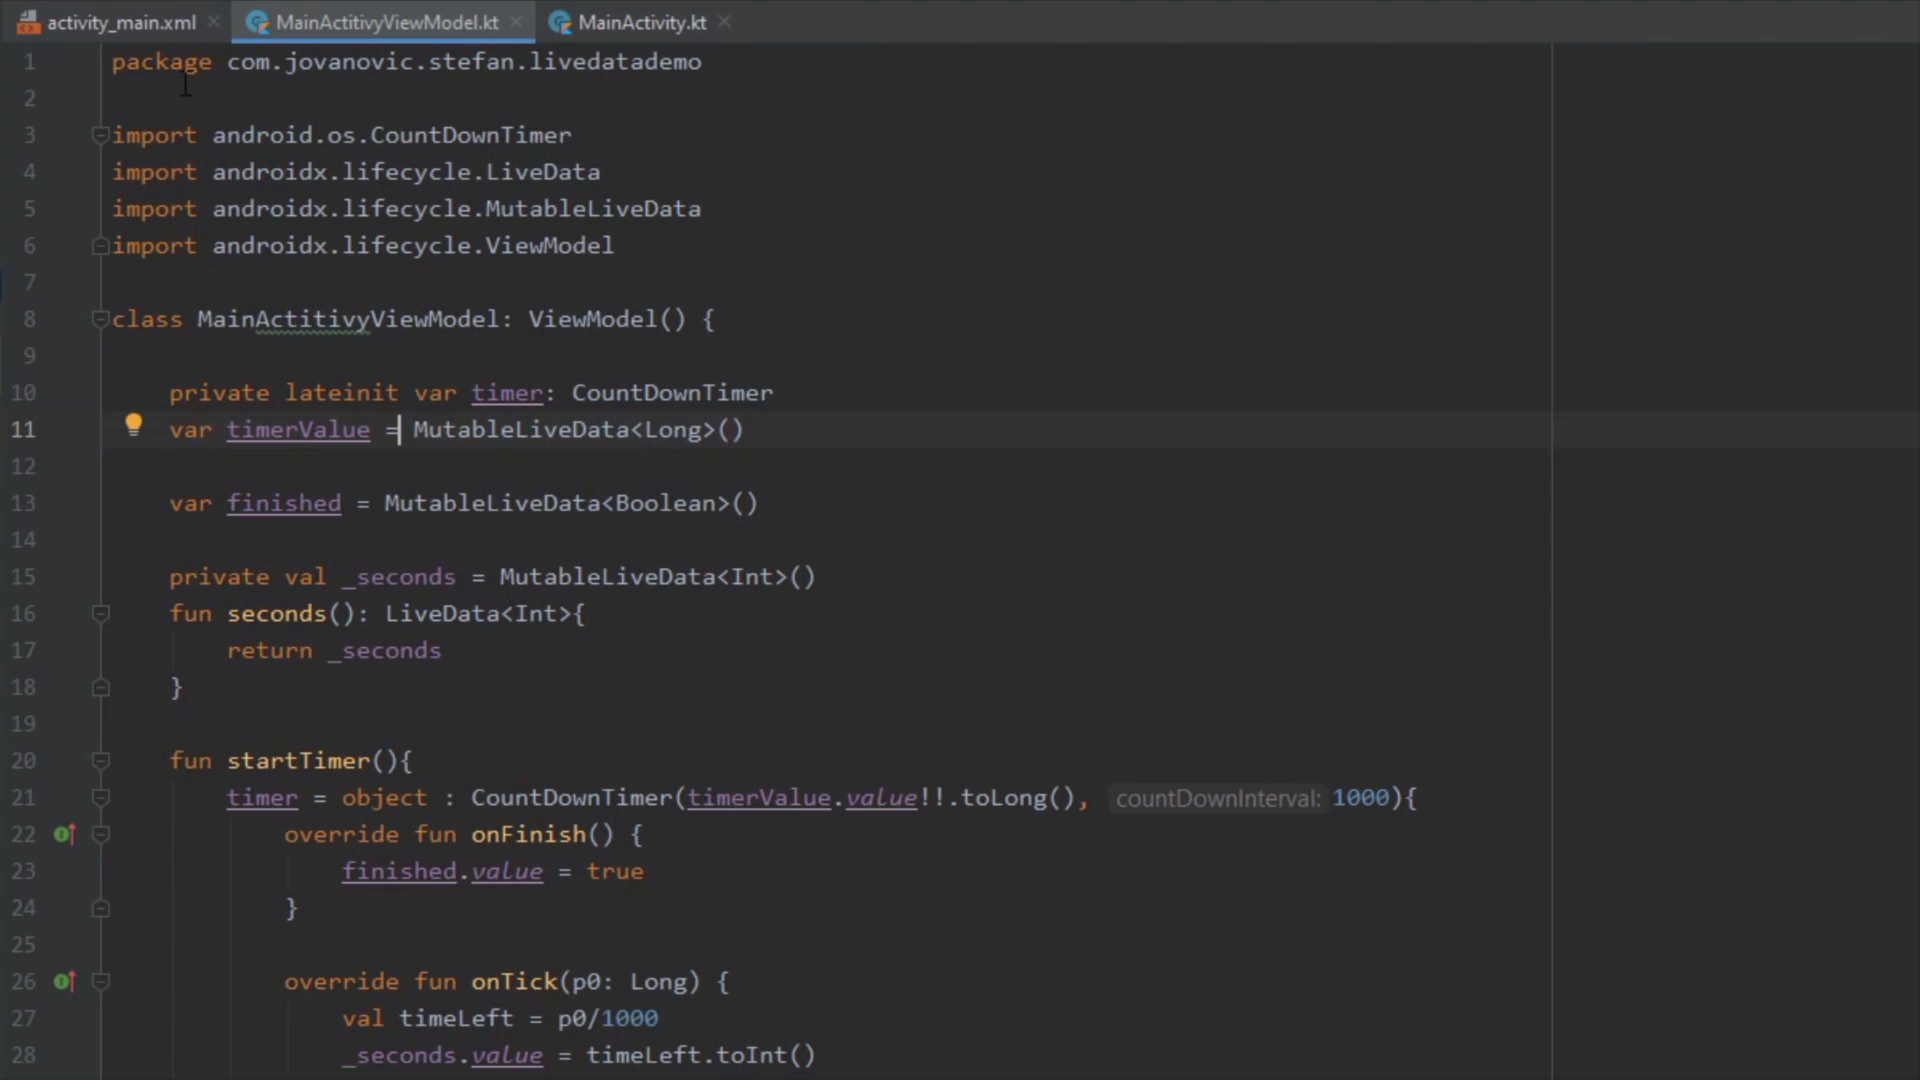 activity_main.xml MainActitivyViewModel.kt MainActivity.kt
1 package com.jovanovic.stefan.livedatademo
2
3 import android.os.CountDownTimer
4 import androidx.lifecycle.LiveData
5 import androidx.lifecycle.MutableLiveData
6 import androidx.lifecycle.ViewModel
7
8 class MainActitivyViewModel: ViewModel() {
9
10 private lateinit var timer: CountDownTimer
11 var timerValue = MutableLiveData<Long>()
12
13 var finished = MutableLiveData<Boolean>()
14
15 private val _seconds = MutableLiveData<Int>()
16 fun seconds(): LiveData<Int>{
17 return _seconds
18 }
19
20 fun startTimer(){
21 timer = object : CountDownTimer(timerValue.value!!.toLong(), countDownInterval: 1000){
22 override fun onFinish() {
23 finished.value = true
24 }
25
26 override fun onTick(p0: Long) {
27 val timeLeft = p0/1000
28 _seconds.value = timeLeft.toInt()